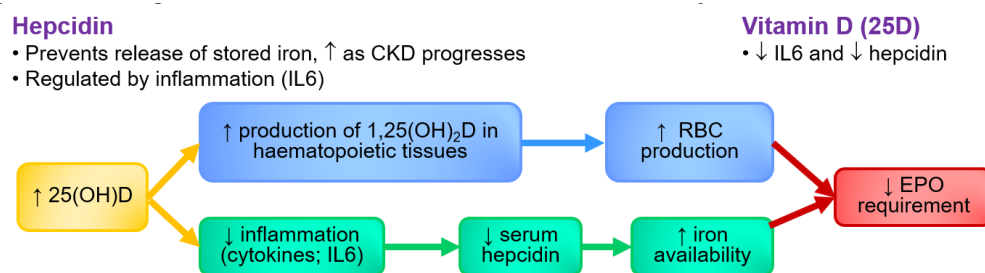 Hepcidin
• Prevents release of stored iron, ↑ as CKD progresses
• Regulated by inflammation (IL6)
Vitamin D (25D)
• ↓ IL6 and ↓ hepcidin
↑ 25(OH)D
↑ production of 1,25(OH)₂D in
haematopoietic tissues
↑ RBC
production
↓ inflammation
(cytokines; IL6)
↓ serum
hepcidin
↑ iron
availability
↓ EPO
requirement